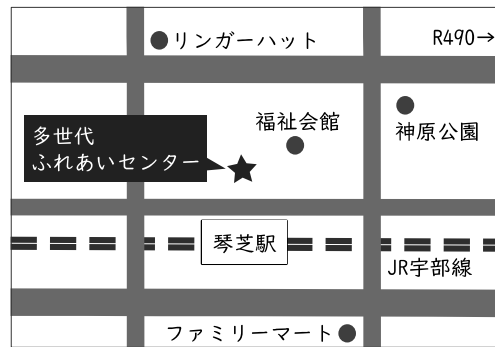 リンガーハット
R490→
福祉会館
神原公園
多世代
ふれあいセンター
琴芝駅
JR宇部線
ファミリーマート